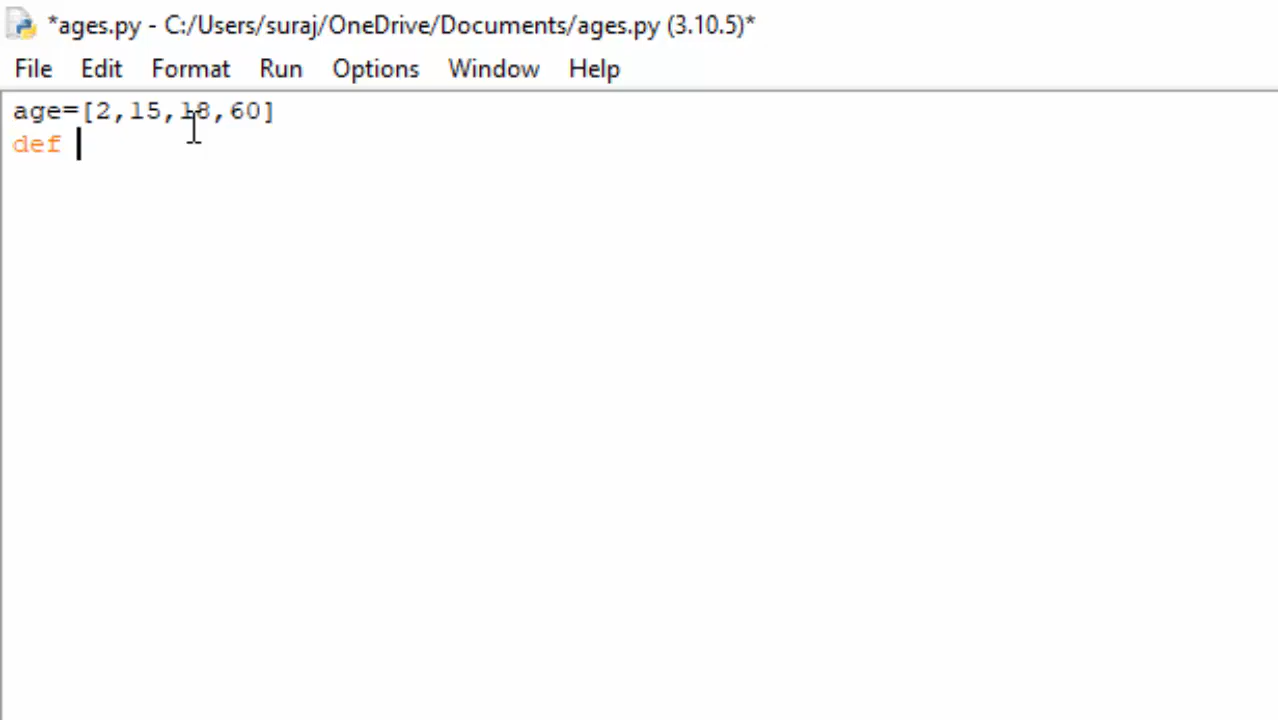 *ages.py - C:/Users/suraj/OneDrive/Documents/ages.py (3.10.5)*
File Edit Format Run Options Window Help
age=[2,15,18,60]
def